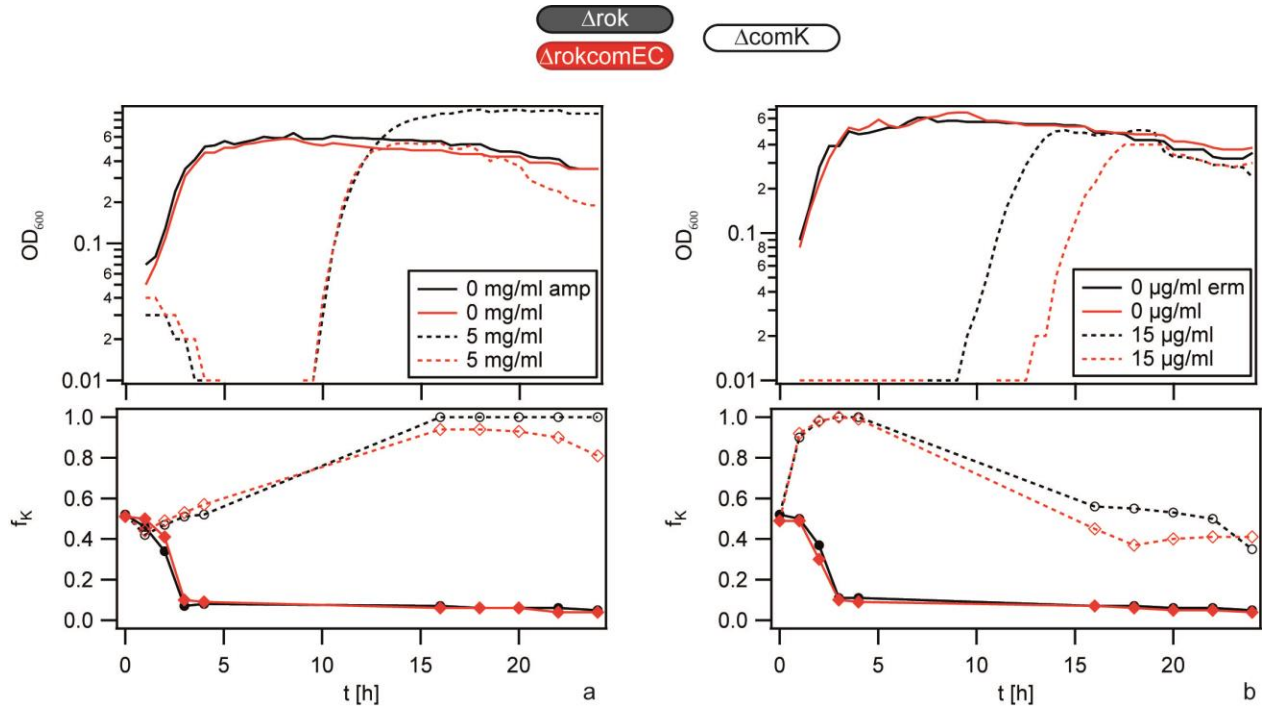 Δrok
ΔrokcomEC
ΔcomK
6
4
2
0.1
8
6
4
2
0.01
OD600
0 mg/ml amp
0 mg/ml
5 mg/ml
5 mg/ml
6
4
2
0.1
8
6
4
2
0.01
OD600
0 µg/ml erm
0 µg/ml
15 µg/ml
15 µg/ml
1.0
0.8
0.6
0.4
0.2
0.0
fK
0 5 10 15 20
t [h]
a
1.0
0.8
0.6
0.4
0.2
0.0
fK
0 5 10 15 20
t [h]
b